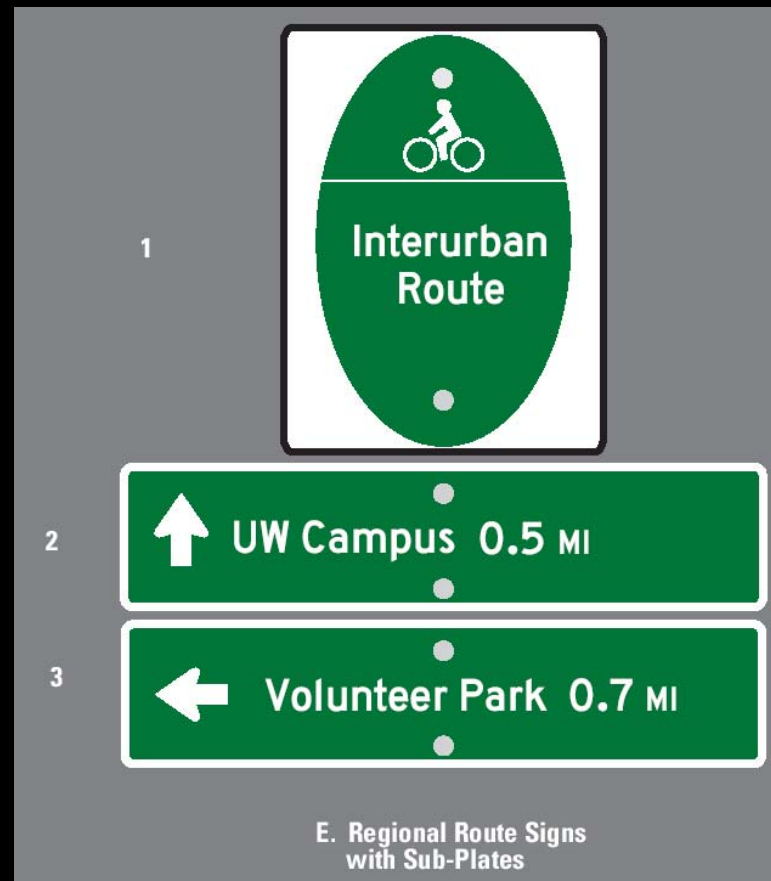 1
Interurban
Route
2
UW Campus 0.5 MI
3
Volunteer Park 0.7 MI
E. Regional Route Signs
with Sub-Plates